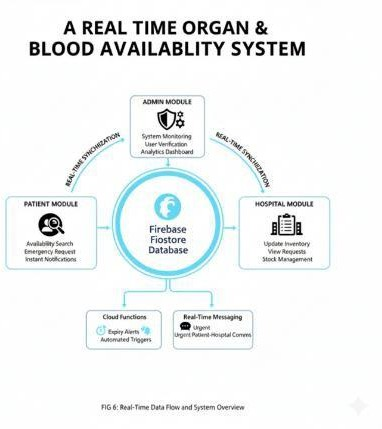 A REAL TIME ORGAN &
BLOOD AVAILABLITY SYSTEM
ADMIN MODULE
System Monitoring
User Verification
Analytics Dashboard
REAL-TIME SYNCHIZATION
REAL-TIME SYNCHIZATION
PATIENT MODULE
Availability Search
Emergency Request
Instant Notifications
Firebase
Fiostore
Database
HOSPITAL MODULE
Update Inventory
View Requests
Stock Management
Cloud Functions
Expiry Alerts
Automated Triggers
Real-Time Messaging
Urgent
Urgent Patient-Hosptal Comms
FIG 6: Real-Time Data Flow and System Overview